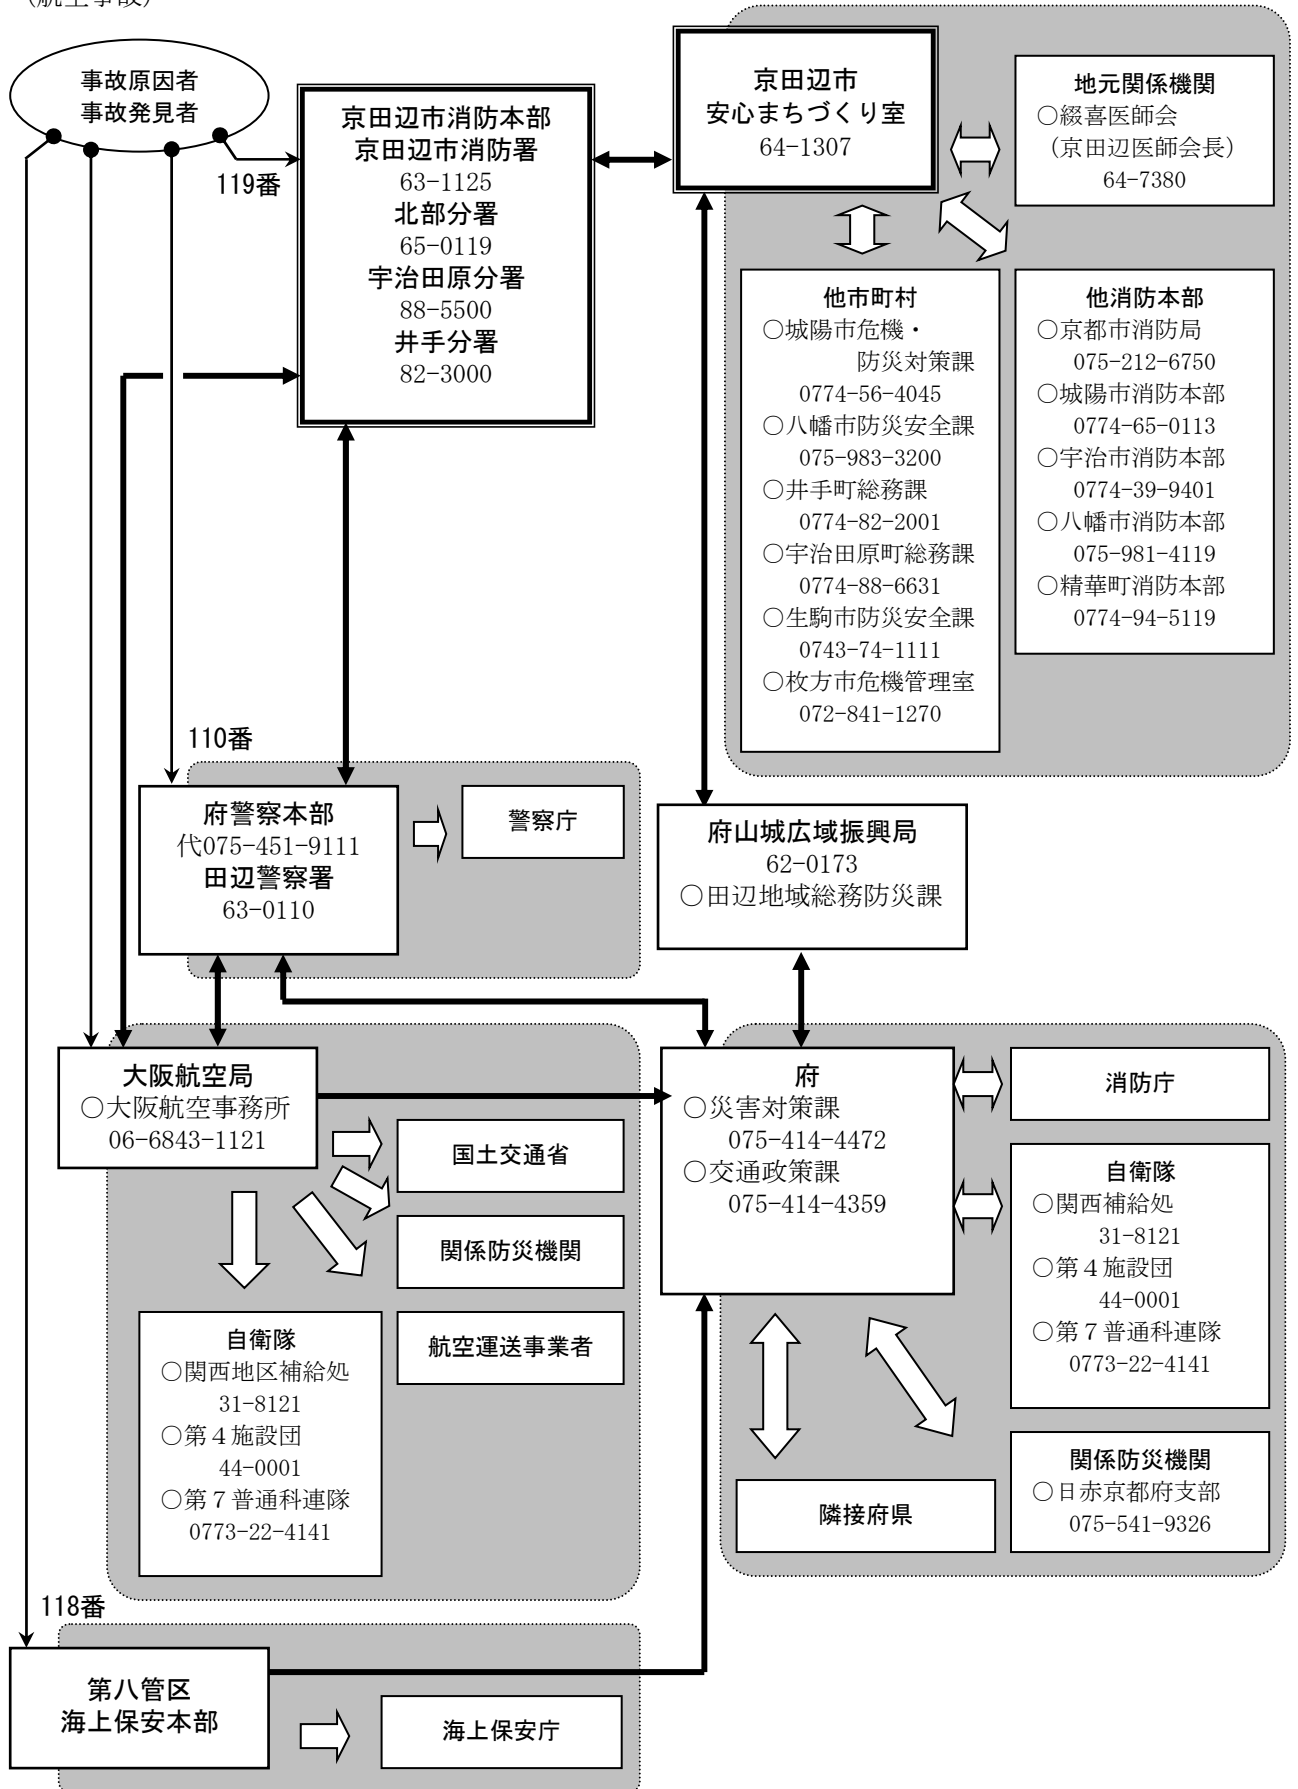 （航空事故）
事故原因者
事故発見者
119番
京田辺市消防本部
京田辺市消防署
63-1125
北部分署
65-0119
宇治田原分署
88-5500
井手分署
82-3000
京田辺市
安心まちづくり室
64-1307
地元関係機関
○綴喜医師会
（京田辺医師会長）
64-7380
他市町村
○城陽市危機・
防災対策課
0774-56-4045
○八幡市防災安全課
075-983-3200
○井手町総務課
0774-82-2001
○宇治田原町総務課
0774-88-6631
○生駒市防災安全課
0743-74-1111
○枚方市危機管理室
072-841-1270
他消防本部
○京都市消防局
075-212-6750
○城陽市消防本部
0774-65-0113
○宇治市消防本部
0774-39-9401
○八幡市消防本部
075-981-4119
○精華町消防本部
0774-94-5119
110番
府警察本部
代075-451-9111
田辺警察署
63-0110
警察庁
府山城広域振興局
62-0173
○田辺地域総務防災課
大阪航空局
○大阪航空事務所
06-6843-1121
国土交通省
関係防災機関
航空運送事業者
自衛隊
○関西地区補給処
31-8121
○第４施設団
44-0001
○第７普通科連隊
0773-22-4141
府
○災害対策課
075-414-4472
○交通政策課
075-414-4359
消防庁
自衛隊
○関西補給処
31-8121
○第４施設団
44-0001
○第７普通科連隊
0773-22-4141
関係防災機関
○日赤京都府支部
075-541-9326
隣接府県
118番
第八管区
海上保安本部
海上保安庁